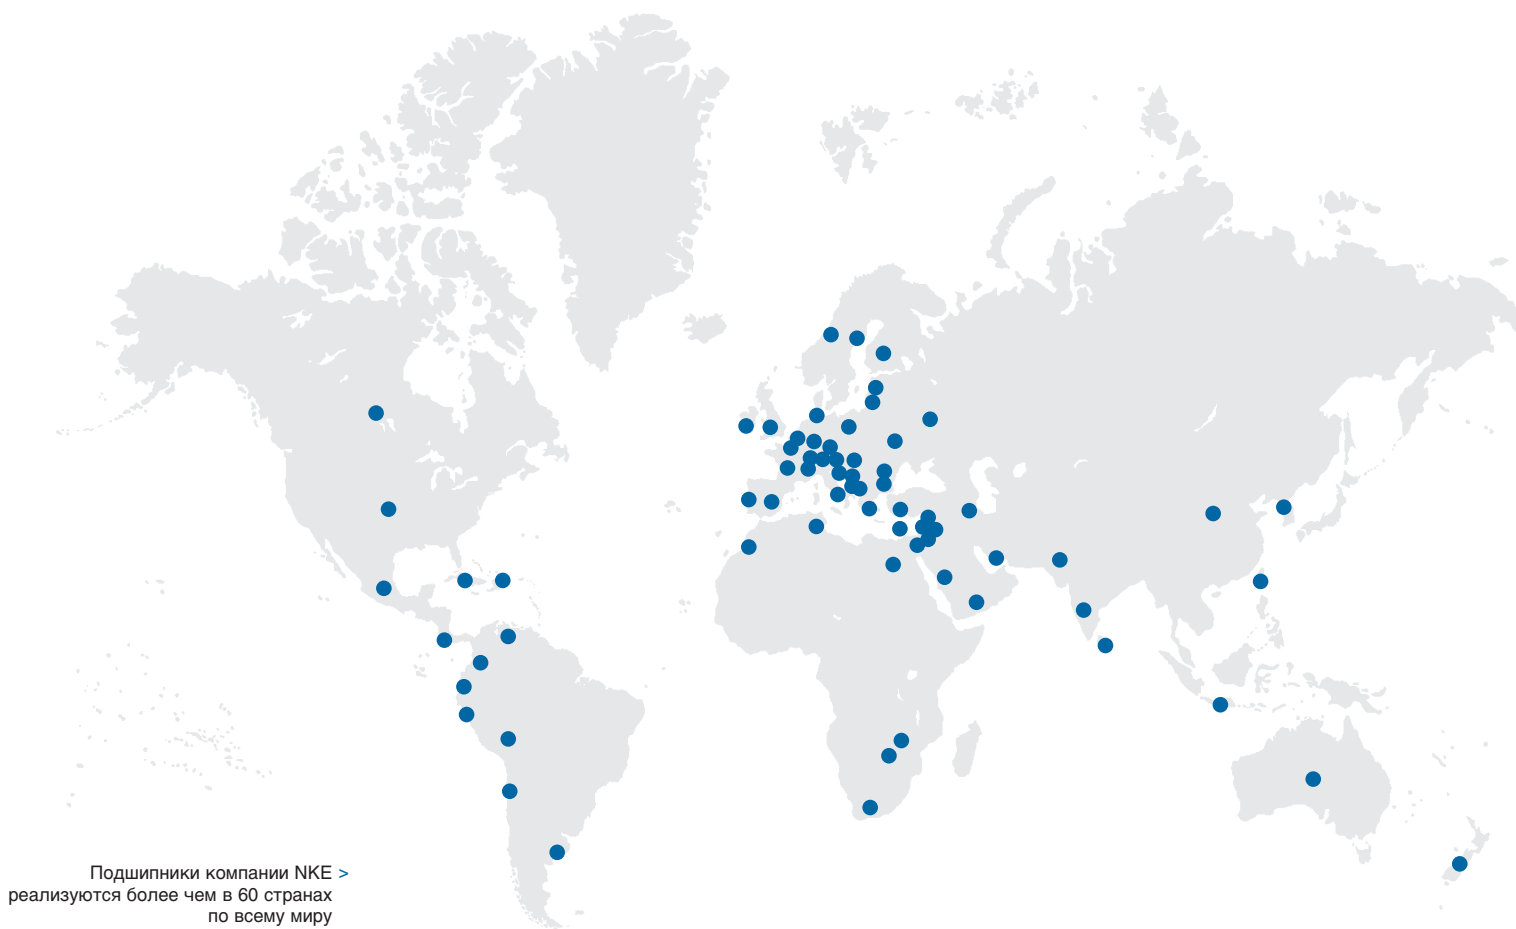 Подшипники компании NKE >
реализуются более чем в 60 странах
по всему миру